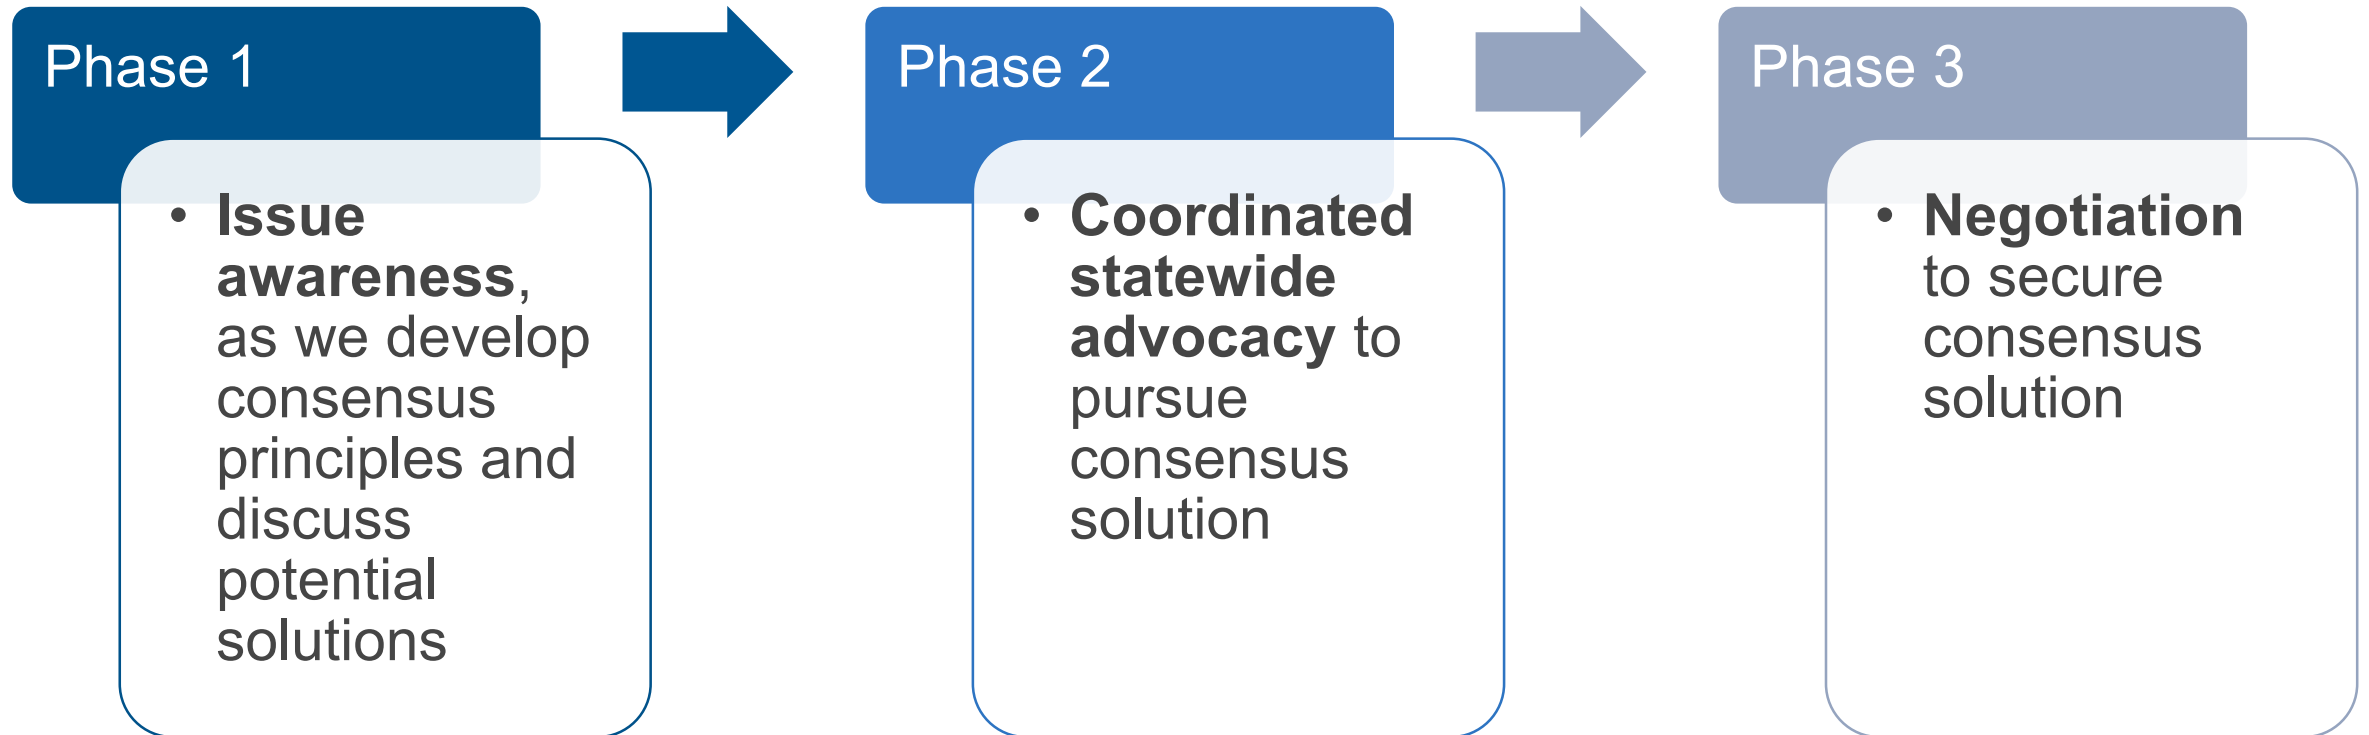 Phase 1
• Issue
awareness,
as we develop
consensus
principles and
discuss
potential
solutions
Phase 2
• Coordinated
statewide
advocacy to
pursue
consensus
solution
Phase 3
• Negotiation
to secure
consensus
solution